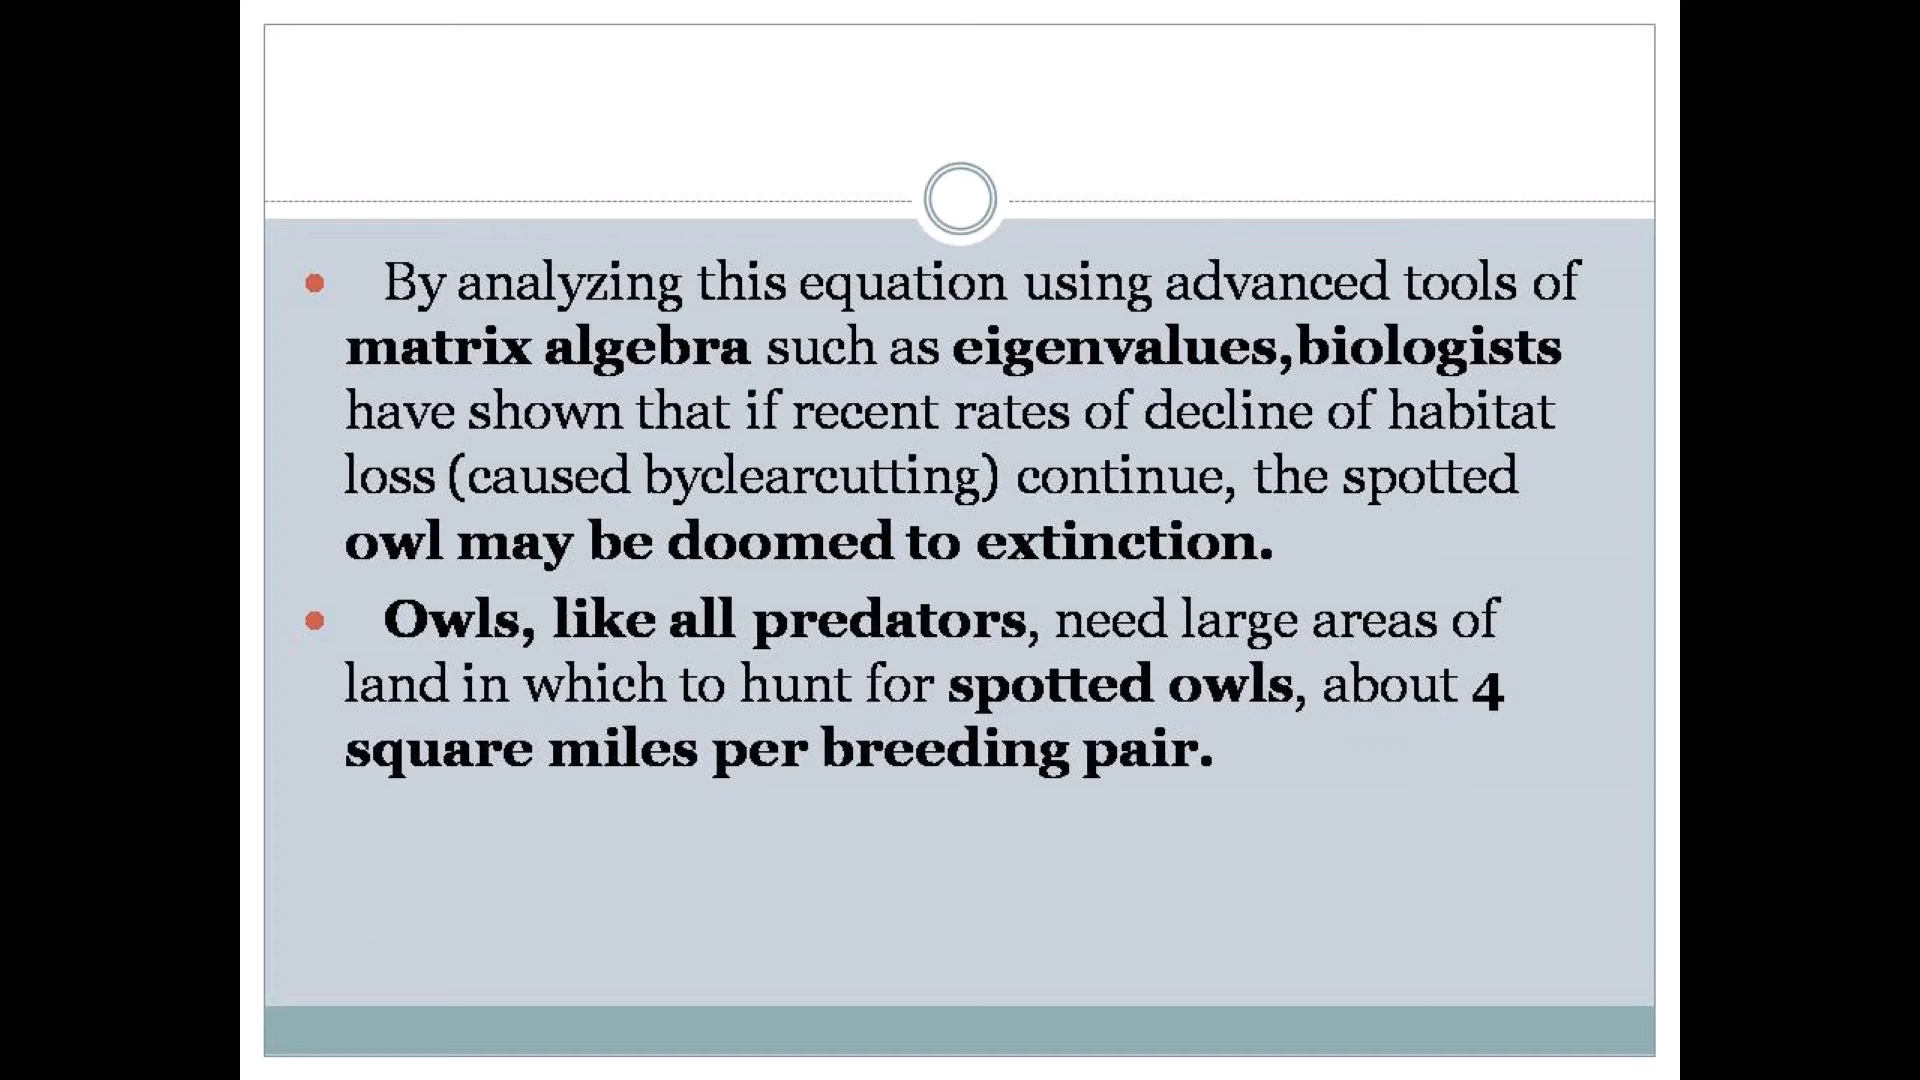 By analyzing this equation using advanced tools of
matrix algebra such as eigenvalues,biologists
have shown that if recent rates of decline of habitat
loss (caused byclearcutting) continue, the spotted
owl may be doomed to extinction.
Owls, like all predators, need large areas of
land in which to hunt for spotted owls, about 4
square miles per breeding pair.